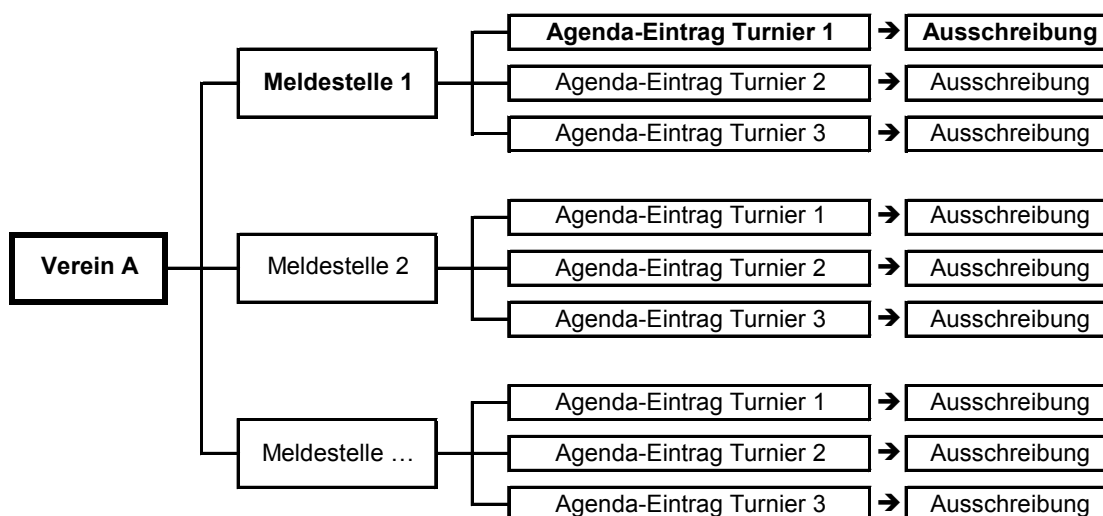 Agenda-Eintrag Turnier 1 ➔ Ausschreibung
Meldestelle 1
Agenda-Eintrag Turnier 2 ➔ Ausschreibung
Agenda-Eintrag Turnier 3 ➔ Ausschreibung
Agenda-Eintrag Turnier 1 ➔ Ausschreibung
Verein A
Meldestelle 2
Agenda-Eintrag Turnier 2 ➔ Ausschreibung
Agenda-Eintrag Turnier 3 ➔ Ausschreibung
Agenda-Eintrag Turnier 1 ➔ Ausschreibung
Meldestelle …
Agenda-Eintrag Turnier 2 ➔ Ausschreibung
Agenda-Eintrag Turnier 3 ➔ Ausschreibung